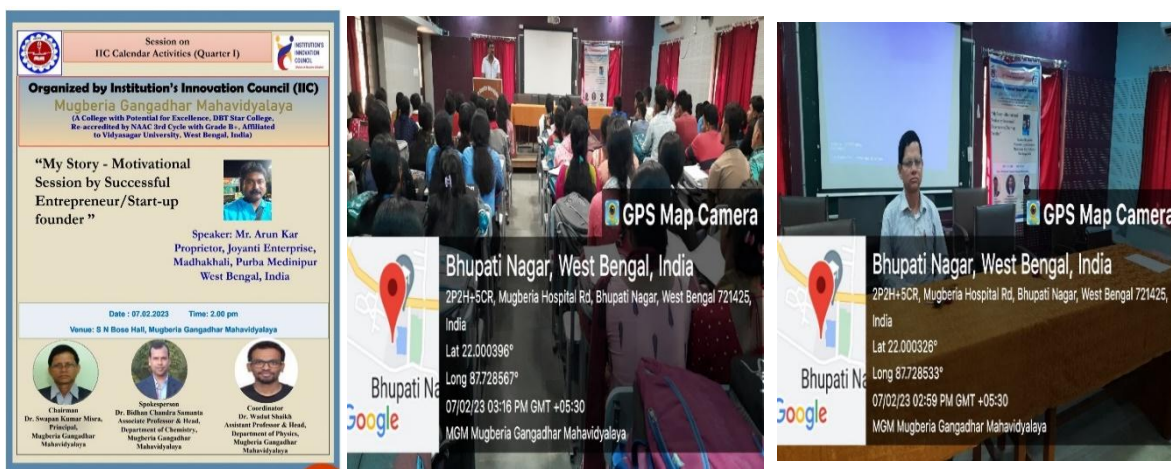 Session on
IIC Calendar Activities (Quarter I)
INSTITUTION'S
INNOVATION
COUNCIL
Organized by Institution's Innovation Council (IIC)
Mugberia Gangadhar Mahavidyalaya
(A College with Potential for Excellence, DBT Star College,
Re-accredited by NAAC 3rd Cycle with Grade B+, Affiliated
to Vidyasagar University, West Bengal, India)
“My Story - Motivational
Session by Successful
Entrepreneur/Start-up
founder ”
Speaker: Mr. Arun Kar
Proprietor, Joyanti Enterprise,
Madhakhali, Purba Medinipur
West Bengal, India
Date : 07.02.2023 Time: 2.00 pm
Venue: S N Bose Hall, Mugberia Gangadhar Mahavidyalaya
Chairman
Dr. Swapan Kumar Misra,
Principal,
Mugberia Gangadhar
Mahavidyalaya
Spokesperson
Dr. Bidhan Chandra Samanta
Associate Professor & Head,
Department of Chemistry,
Mugberia Gangadhar
Mahavidyalaya
Coordinator
Dr. Wadut Shaikh
Assistant Professor & Head,
Department of Physics,
Mugberia Gangadhar
Mahavidyalaya
GPS Map Camera
Bhupati Nagar, West Bengal, India
2P2H+5CR, Mugberia Hospital Rd, Bhupati Nagar, West Bengal 721425,
India
Lat 22.000396°
Long 87.728567°
07/02/23 03:16 PM GMT +05:30
MGM Mugberia Gangadhar Mahavidyalaya
Bhupati Na
Google
GPS Map Camera
Bhupati Nagar, West Bengal, India
2P2H+5CR, Mugberia Hospital Rd, Bhupati Nagar, West Bengal 721425,
India
Lat 22.000326°
Long 87.728533°
07/02/23 02:59 PM GMT +05:30
MGM Mugberia Gangadhar Mahavidyalaya
Bhupati Na
Google